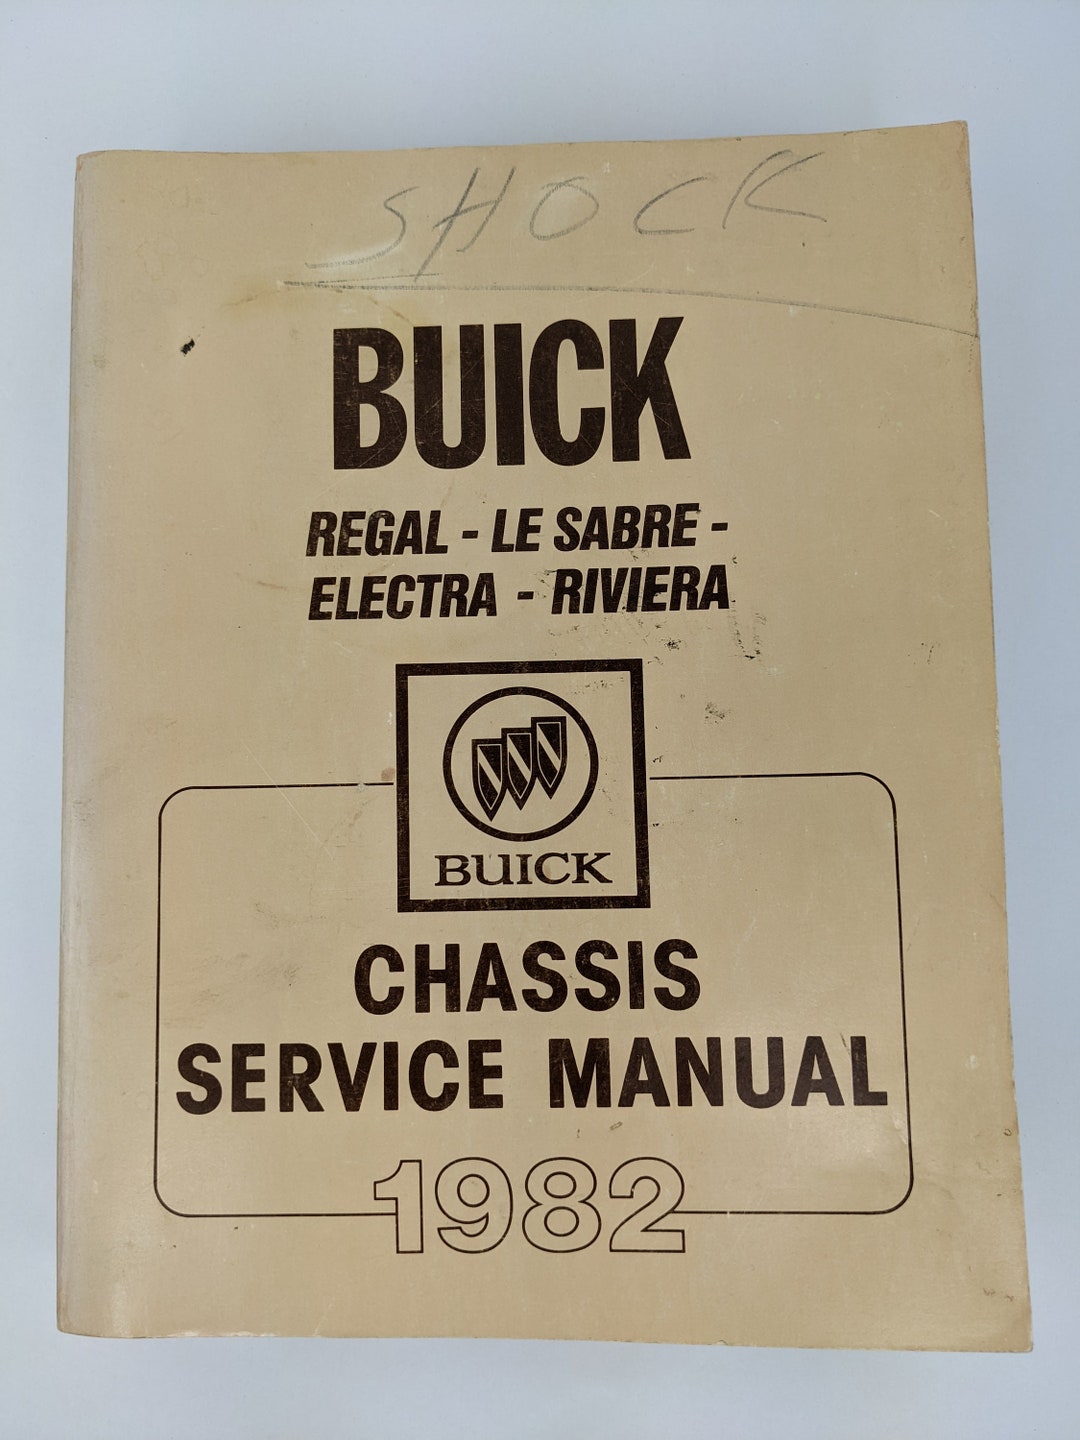 SHOCK
BUICK
REGAL - LE SABRE -
ELECTRA - RIVIERA
BUICK
CHASSIS
SERVICE MANUAL
1982